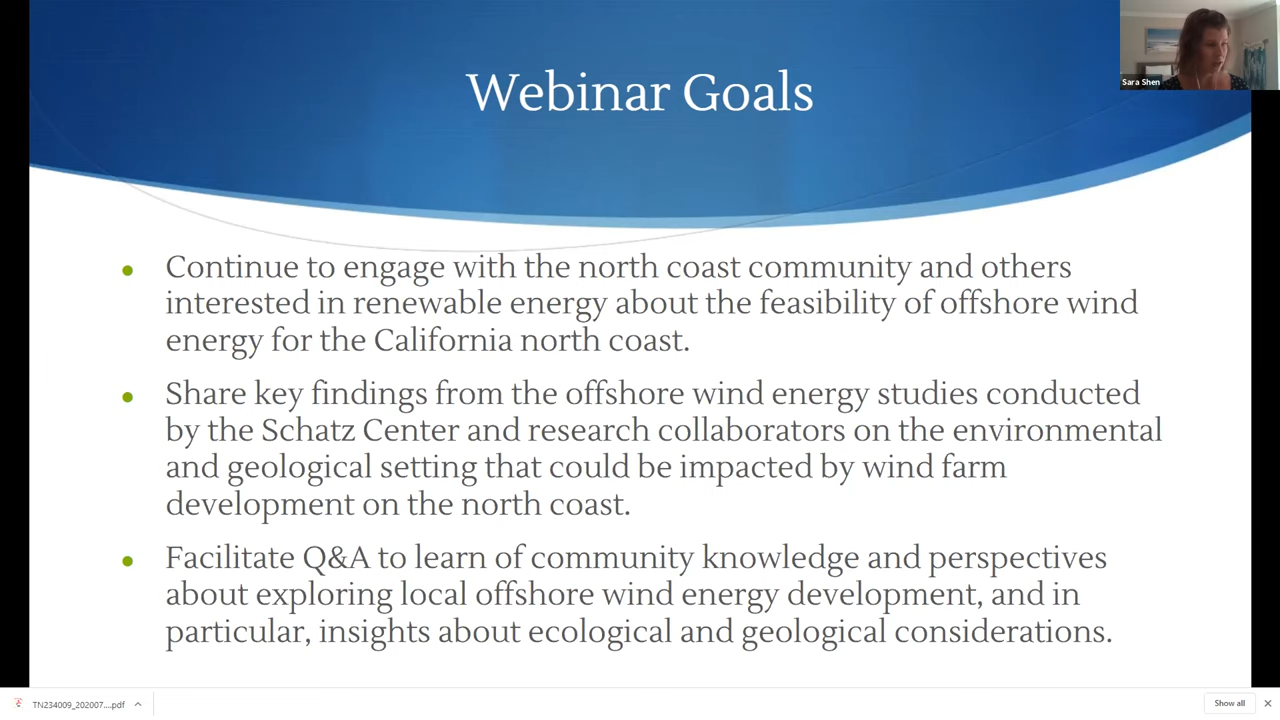 Sara Shen
Webinar Goals
Continue to engage with the north coast community and others
interested in renewable energy about the feasibility of offshore wind
energy for the California north coast.
Share key findings from the offshore wind energy studies conducted
by the Schatz Center and research collaborators on the environmental
and geological setting that could be impacted by wind farm
development on the north coast.
Facilitate Q&A to learn of community knowledge and perspectives
about exploring local offshore wind energy development, and in
particular, insights about ecological and geological considerations.
TN234009_202007....pdf
Show all